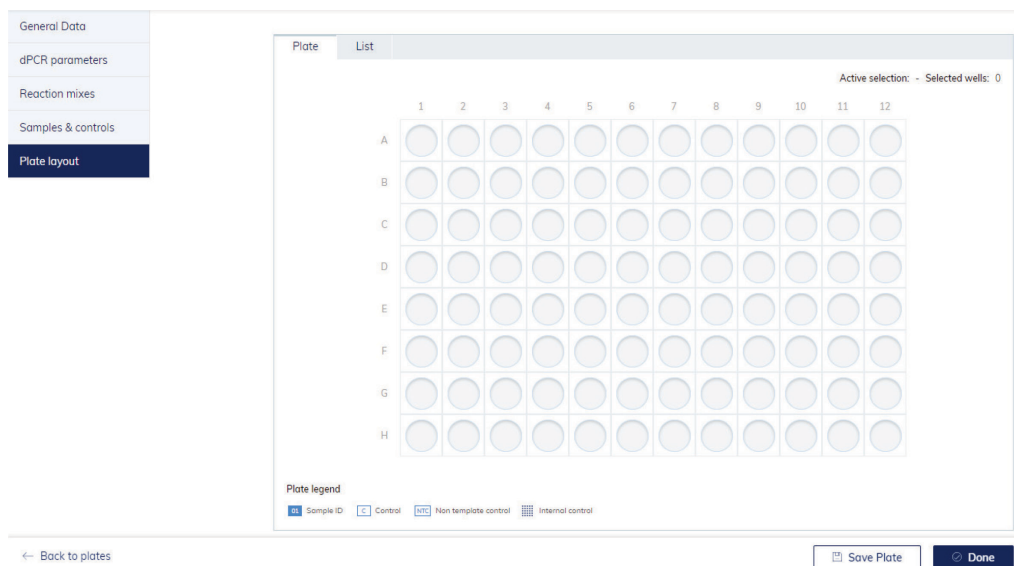 General Data
dPCR parameters
Reaction mixes
Samples & controls
Plate layout
Plate List
Active selection: - Selected wells: 0
1 2 3 4 5 6 7 8 9 10 11 12
A
B
C
D
E
F
G
H
Plate legend
01 Sample ID C Control NTC Non template control Internal control
← Back to plates Save Plate Done